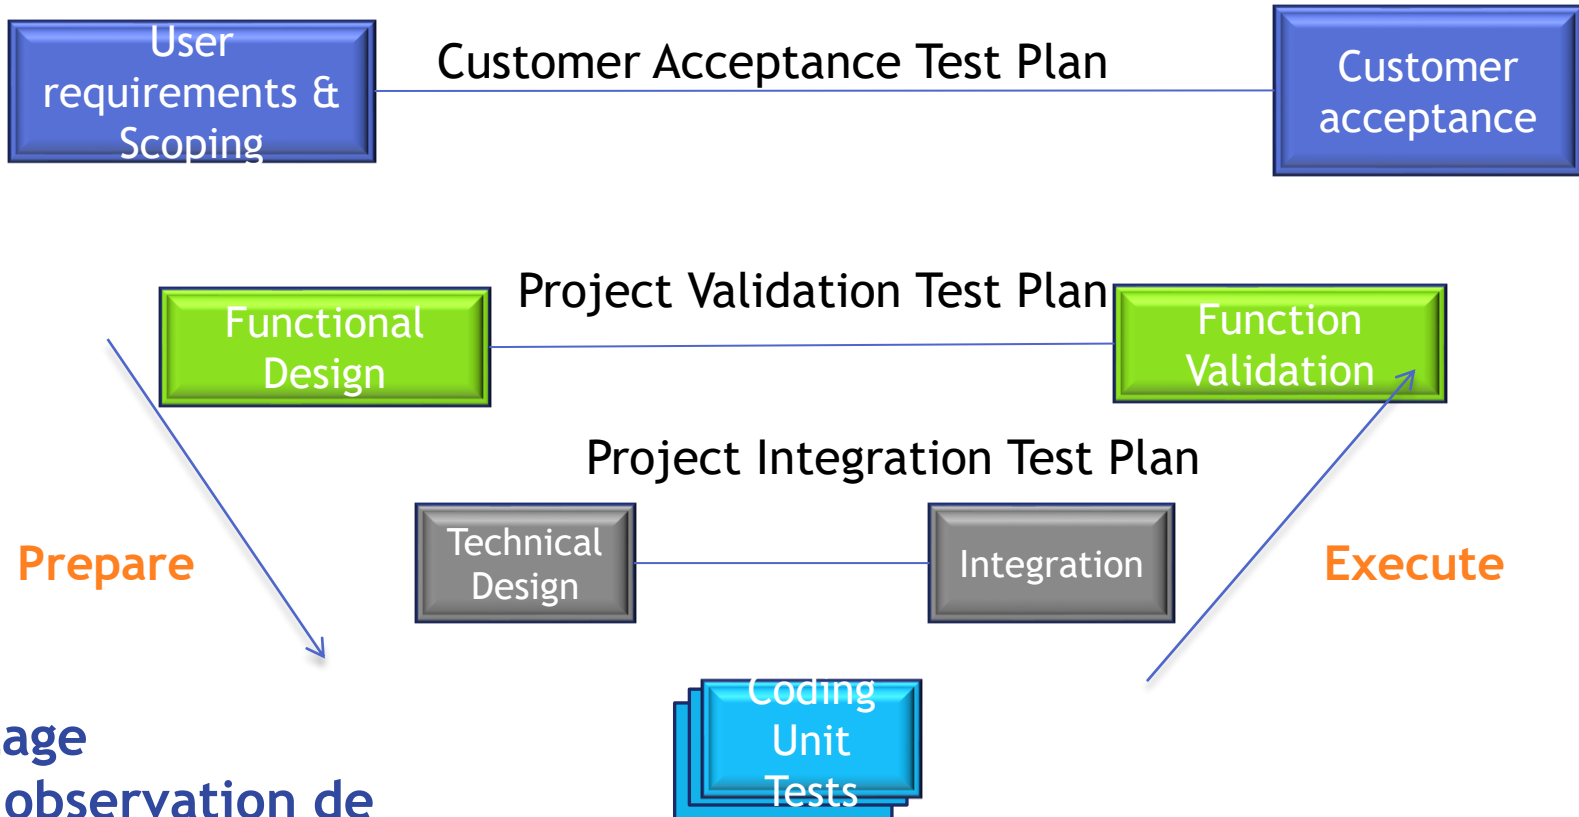 User
requirements &
Scoping
Customer Acceptance Test Plan
Customer
acceptance
Project Validation Test Plan
Functional
Design
Function
Validation
Project Integration Test Plan
Technical
Design
Integration
Prepare
Execute
Coding
Unit
Tests
observation de